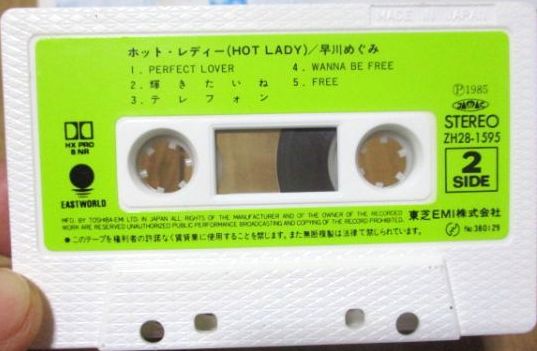 MADE IN JAPAN
ホット・レディー(HOT LADY)/早川めぐみ
1. PERFECT LOVER
2. 輝きたいね
3. テレフォン
4. WANNA BE FREE
5. FREE
Ⓟ1985
JASRAC
STEREO
ZH28-1595
2
SIDE
HX PRO
B NR
EASTWORLD
MFD. BY TOSHIBA-EMI LTD. IN JAPAN ALL RIGHTS OF THE MANUFACTURER AND OF THE OWNER OF THE RECORDED
WORK ARE RESERVED UNAUTHORIZED PUBLIC PERFORMANCE BROADCASTING AND COPYING OF THE RECORD PROHIBITED.
東芝EMI株式会社
●このテープを権利者の許諾なく賃貸業に使用することを禁じます。また無断複製は法律で禁じられています。
No.380129